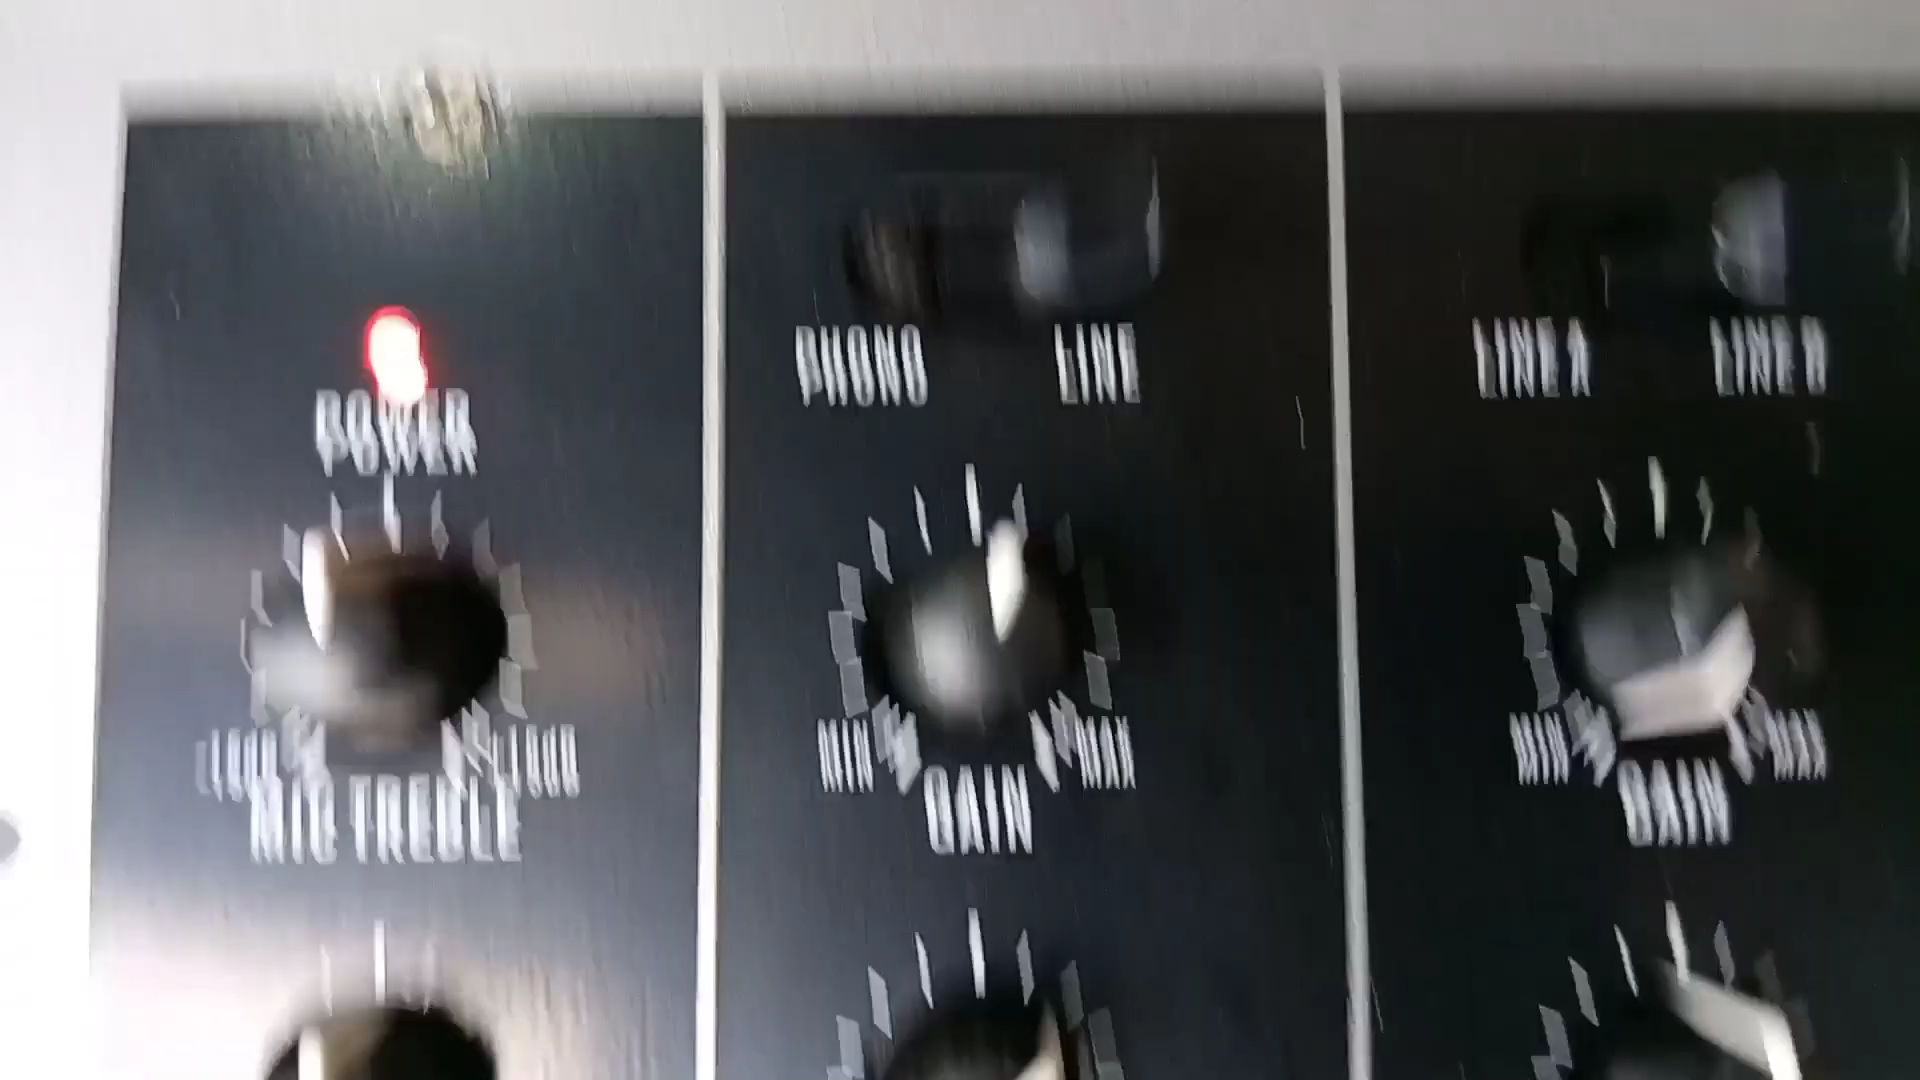 PHONO LINE LINE A LINE B
POWER
MIN MAX MIN MAX
MIC TREBLE GAIN GAIN